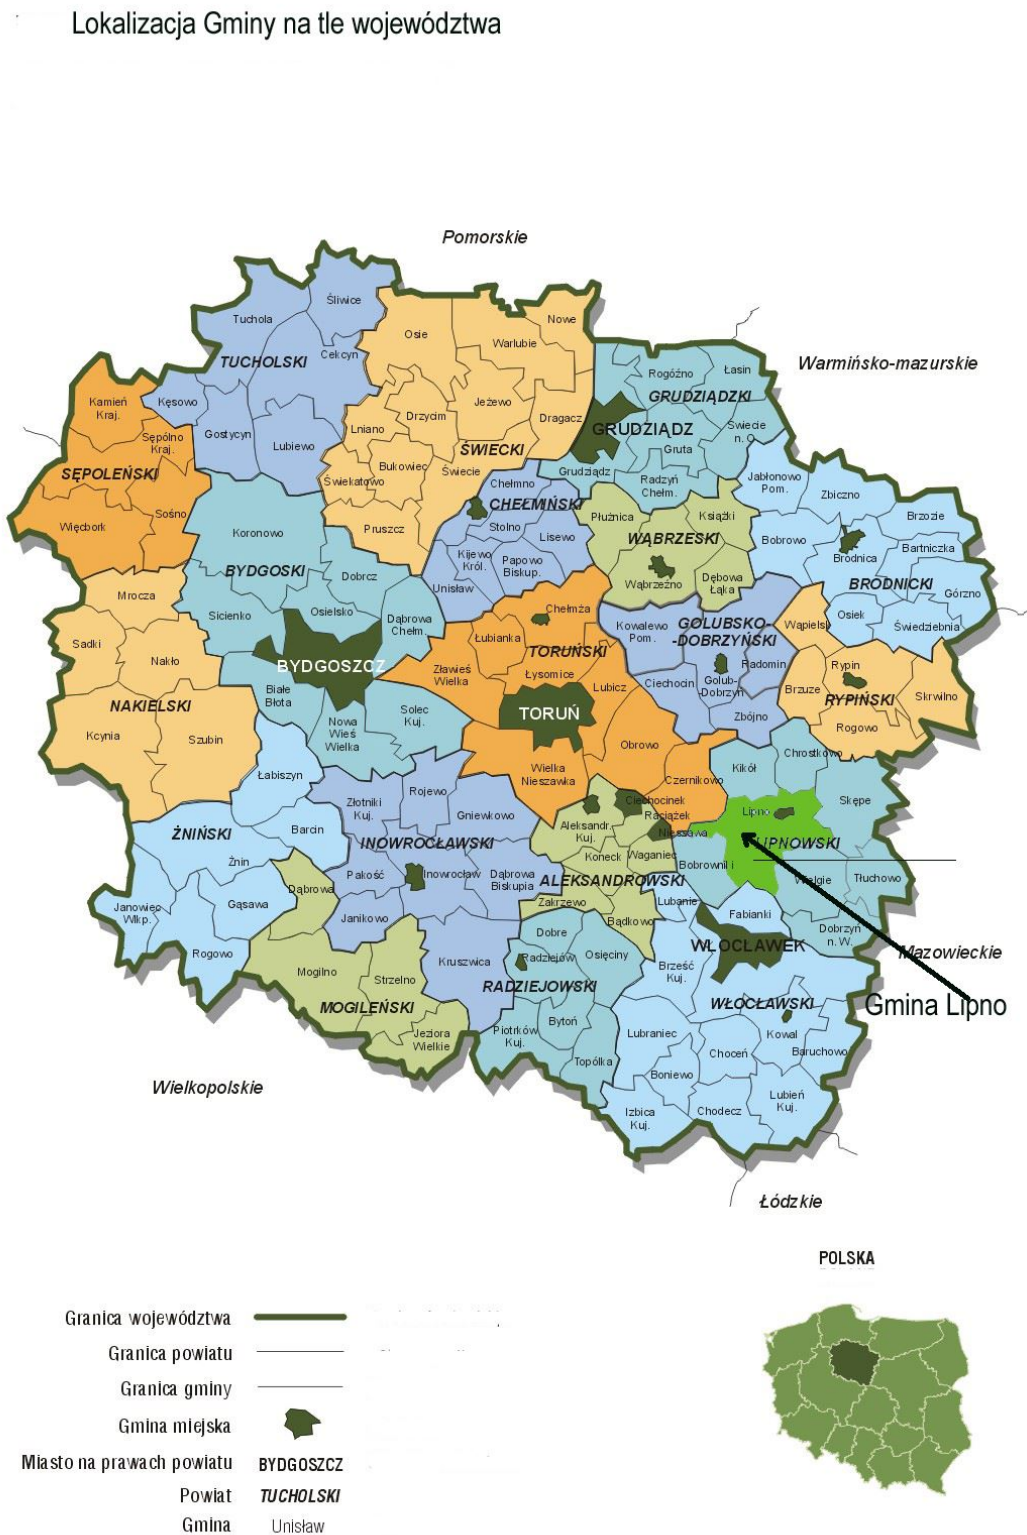 Lokalizacja Gminy na tle województwa
Pomorskie
Warmińsko-mazurskie
Mazowieckie
Gmina Lipno
Wielkopolskie
Łódzkie
Śliwice
Tuchola
TUCHOLSKI
Cekcyn
Kęsowo
Gostycyn
Lubiewo
Kamień
Kraj.
Sępólno
Kraj.
SĘPOLEŃSKI
Sośno
Więcbork
Nowe
Osie
Warlubie
Jeżewo
Drzycim
Dragacz
Lniano
ŚWIECKI
Bukowiec
Świecie
Świekatowo
Pruszcz
Rogóźno
Łasin
GRUDZIĄDZKI
GRUDZIĄDZ
Świecie
n. O
Gruta
Grudziądz
Radzyń
Chełm.
Chełmno
CHEŁMIŃSKI
Stolno
Lisewo
Kijewo
Król.
Papowo
Biskup.
Unisław
Płużnica
Książki
WĄBRZESKI
Wąbrzeźno
Dębowa
Łąka
Jabłonowo
Pom.
Zbiczno
Brzozie
Bobrowo
Brodnica
Bartniczka
BRODNICKI
Górzno
Osiek
Świedziebnia
Koronowo
BYDGOSKI
Dobrcz
Osielsko
Sicienko
Dąbrowa
Chełm.
BYDGOSZCZ
Białe
Błota
Nowa
Wieś
Wielka
Solec
Kuj.
Mrocza
Sadki
Nakło
NAKIELSKI
Kcynia
Szubin
Chełmża
Łubianka
TORUŃSKI
Zławieś
Wielka
Łysomice
Lubicz
TORUŃ
Obrowo
Wielka
Nieszawka
Czernikowo
Kowalewo
Pom.
GOLUBSKO-
-DOBRZYŃSKI
Radomin
Ciechocin
Golub-
Dobrzyń
Zbójno
Wąpielsk
Rypin
Brzuze
RYPIŃSKI
Skrwilno
Rogowo
Chrostkowo
Kikół
Skępe
Lipno
LIPNOWSKI
Bobrowniki
Wielgie
Tłuchowo
Dobrzyń
n. W.
Łabiszyn
ŻNIŃSKI
Barcin
Żnin
Janowiec
Wlkp.
Gąsawa
Rogowo
Złotniki
Kuj.
Rojewo
Gniewkowo
INOWROCŁAWSKI
Pakość
Inowrocław
Dąbrowa
Biskupia
Janikowo
Kruszwica
Ciechocinek
Raciążek
Aleksandr.
Kuj.
Nieszawa
Koneck
Waganiec
ALEKSANDROWSKI
Zakrzewo
Bądkowo
Dąbrowa
Mogilno
Strzelno
MOGILEŃSKI
Jeziora
Wielkie
Dobre
Radziejów
Osięciny
RADZIEJOWSKI
Bytoń
Piotrków
Kuj.
Topólka
Lubanie
Fabianki
WŁOCŁAWEK
Brześć
Kuj.
WŁOCŁAWSKI
Kowal
Lubraniec
Choceń
Baruchowo
Boniewo
Lubień
Kuj.
Izbica
Kuj.
Chodecz
POLSKA
Granica województwa
Granica powiatu
Granica gminy
Gmina miejska
Miasto na prawach powiatu BYDGOSZCZ
Powiat TUCHOLSKI
Gmina Unisław